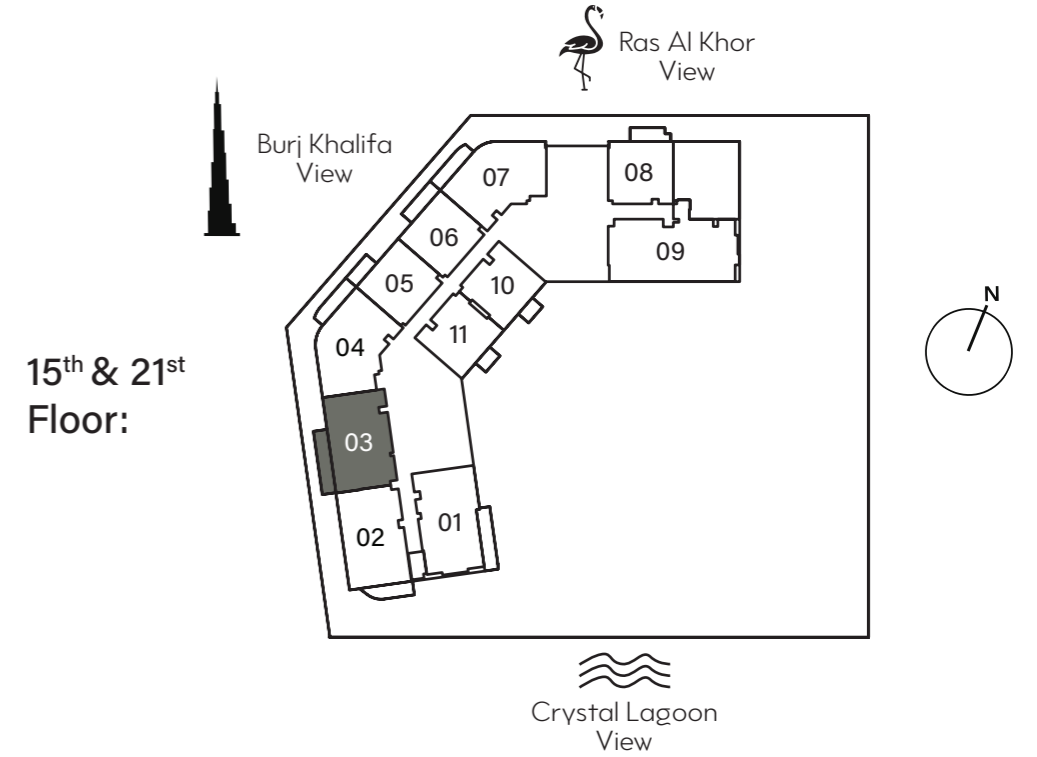 Ras Al Khor
View
Burj Khalifa
View
07
08
06
09
05
10
11
04
N
15th & 21st
Floor:
03
01
02
Crystal Lagoon
View